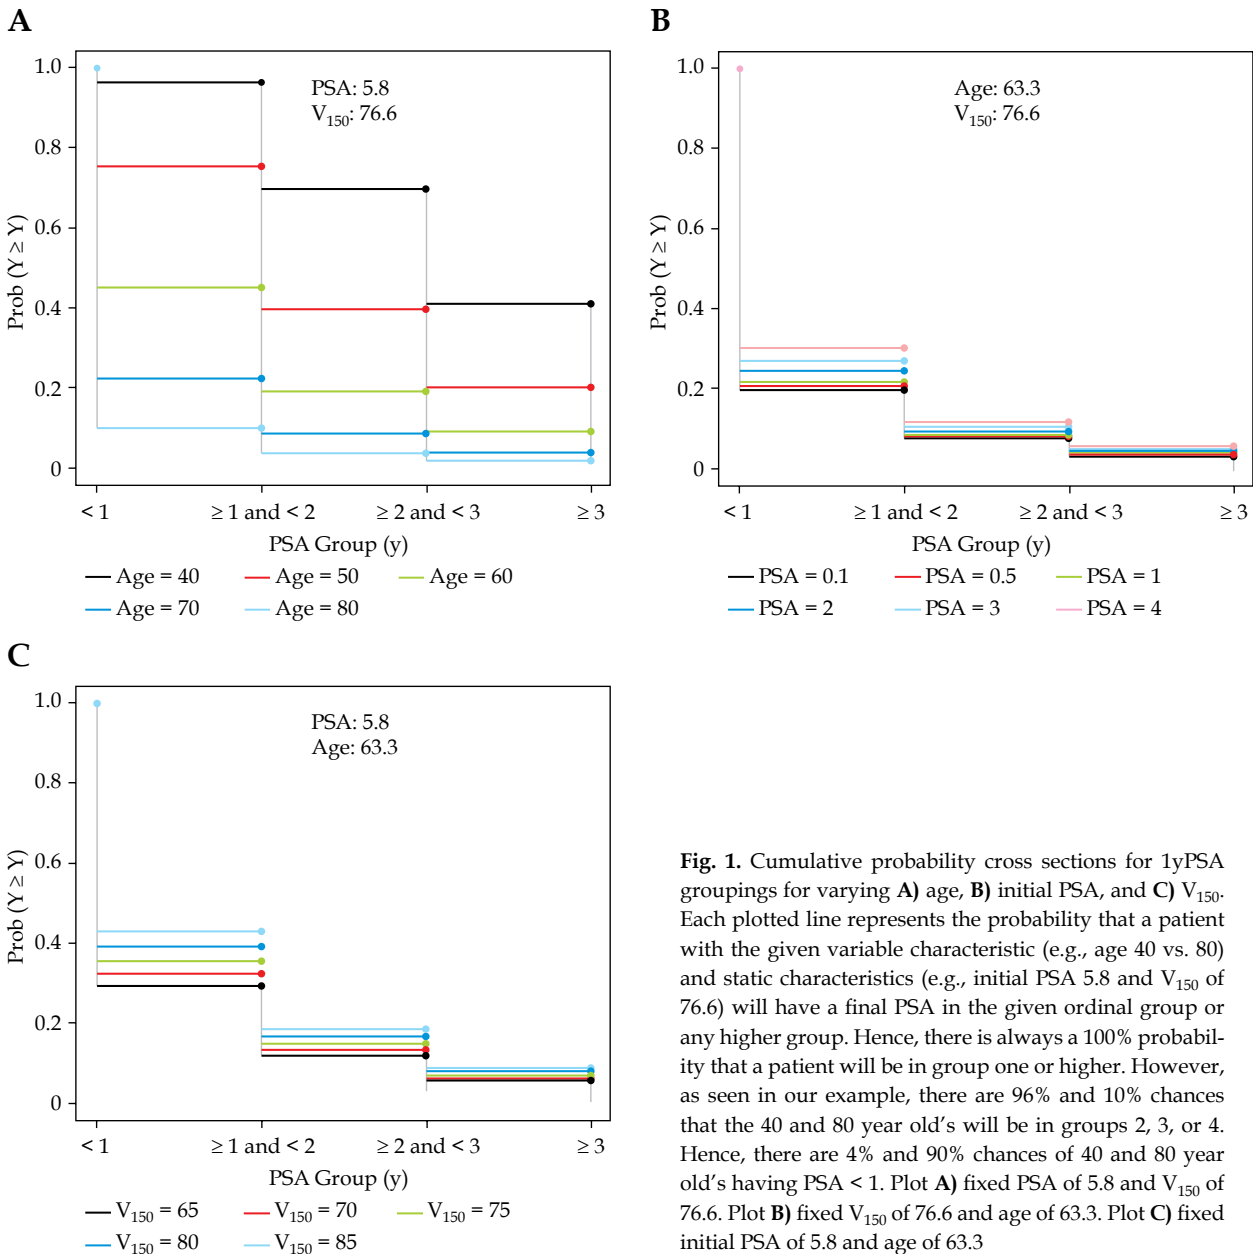 A
1.0
0.8
0.6
0.4
0.2
0
Prob (Y ≥ Y)
PSA: 5.8
V150: 76.6
< 1 ≥ 1 and < 2 ≥ 2 and < 3 ≥ 3
PSA Group (y)
Age = 40 Age = 50 Age = 60
Age = 70 Age = 80
B
1.0
0.8
0.6
0.4
0.2
0
Prob (Y ≥ Y)
Age: 63.3
V150: 76.6
< 1 ≥ 1 and < 2 ≥ 2 and < 3 ≥ 3
PSA Group (y)
PSA = 0.1 PSA = 0.5 PSA = 1
PSA = 2 PSA = 3 PSA = 4
C
1.0
0.8
0.6
0.4
0.2
0
Prob (Y ≥ Y)
PSA: 5.8
Age: 63.3
< 1 ≥ 1 and < 2 ≥ 2 and < 3 ≥ 3
PSA Group (y)
V150 = 65 V150 = 70 V150 = 75
V150 = 80 V150 = 85
Fig. 1. Cumulative probability cross sections for 1yPSA
groupings for varying A) age, B) initial PSA, and C) V150.
Each plotted line represents the probability that a patient
with the given variable characteristic (e.g., age 40 vs. 80)
and static characteristics (e.g., initial PSA 5.8 and V150 of
76.6) will have a final PSA in the given ordinal group or
any higher group. Hence, there is always a 100% probabil-
ity that a patient will be in group one or higher. However,
as seen in our example, there are 96% and 10% chances
that the 40 and 80 year old's will be in groups 2, 3, or 4.
Hence, there are 4% and 90% chances of 40 and 80 year
old's having PSA < 1. Plot A) fixed PSA of 5.8 and V150 of
76.6. Plot B) fixed V150 of 76.6 and age of 63.3. Plot C) fixed
initial PSA of 5.8 and age of 63.3